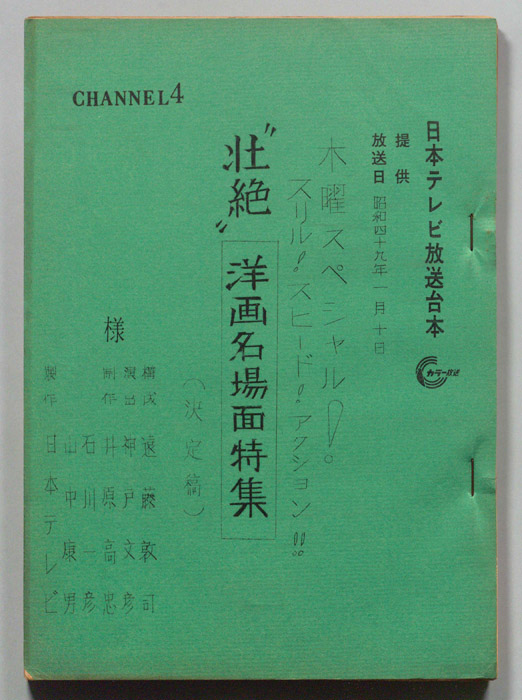 CHANNEL4
日本テレビ放送台本
提供
放送日 昭和四十九年一月十日
カラー放送
木曜スペシャル!。
スリル!スピード!アクション!!
"壮絶"
洋画名場面特集
(決定稿)
様
構成 遠藤敦司
演出 神戸文彦
制作 井原高忠
石川一彦
山中康男
製作 日本テレビ